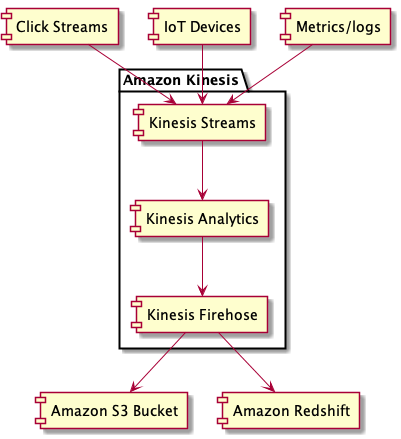 Click Streams
IoT Devices
Metrics/logs
Amazon Kinesis
Kinesis Streams
Kinesis Analytics
Kinesis Firehose
Amazon S3 Bucket
Amazon Redshift